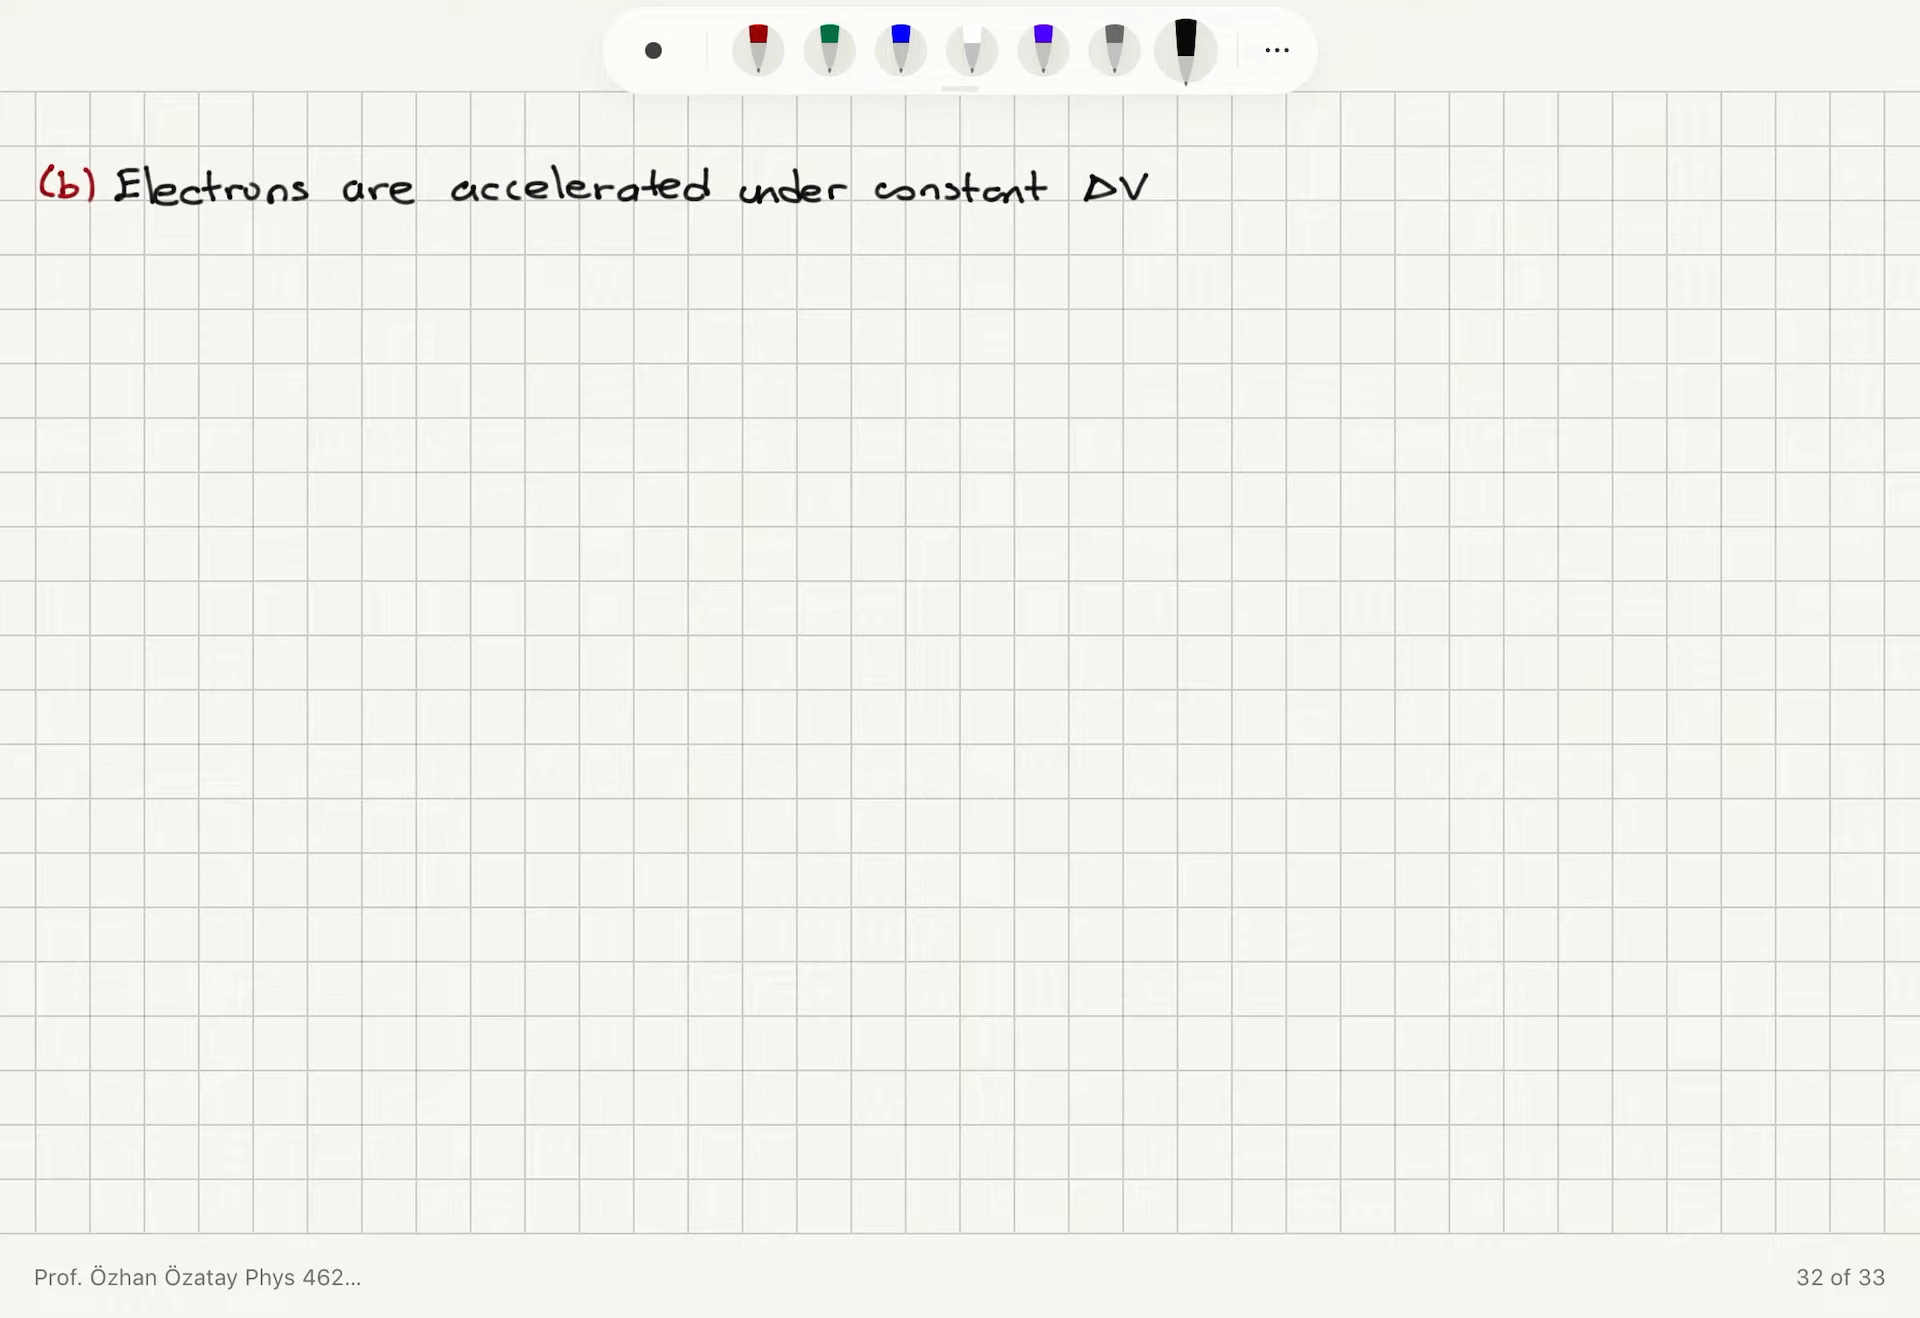 (b) Electrons are accelerated under constant ΔV
Prof. Özhan Özatay Phys 462...
32 of 33